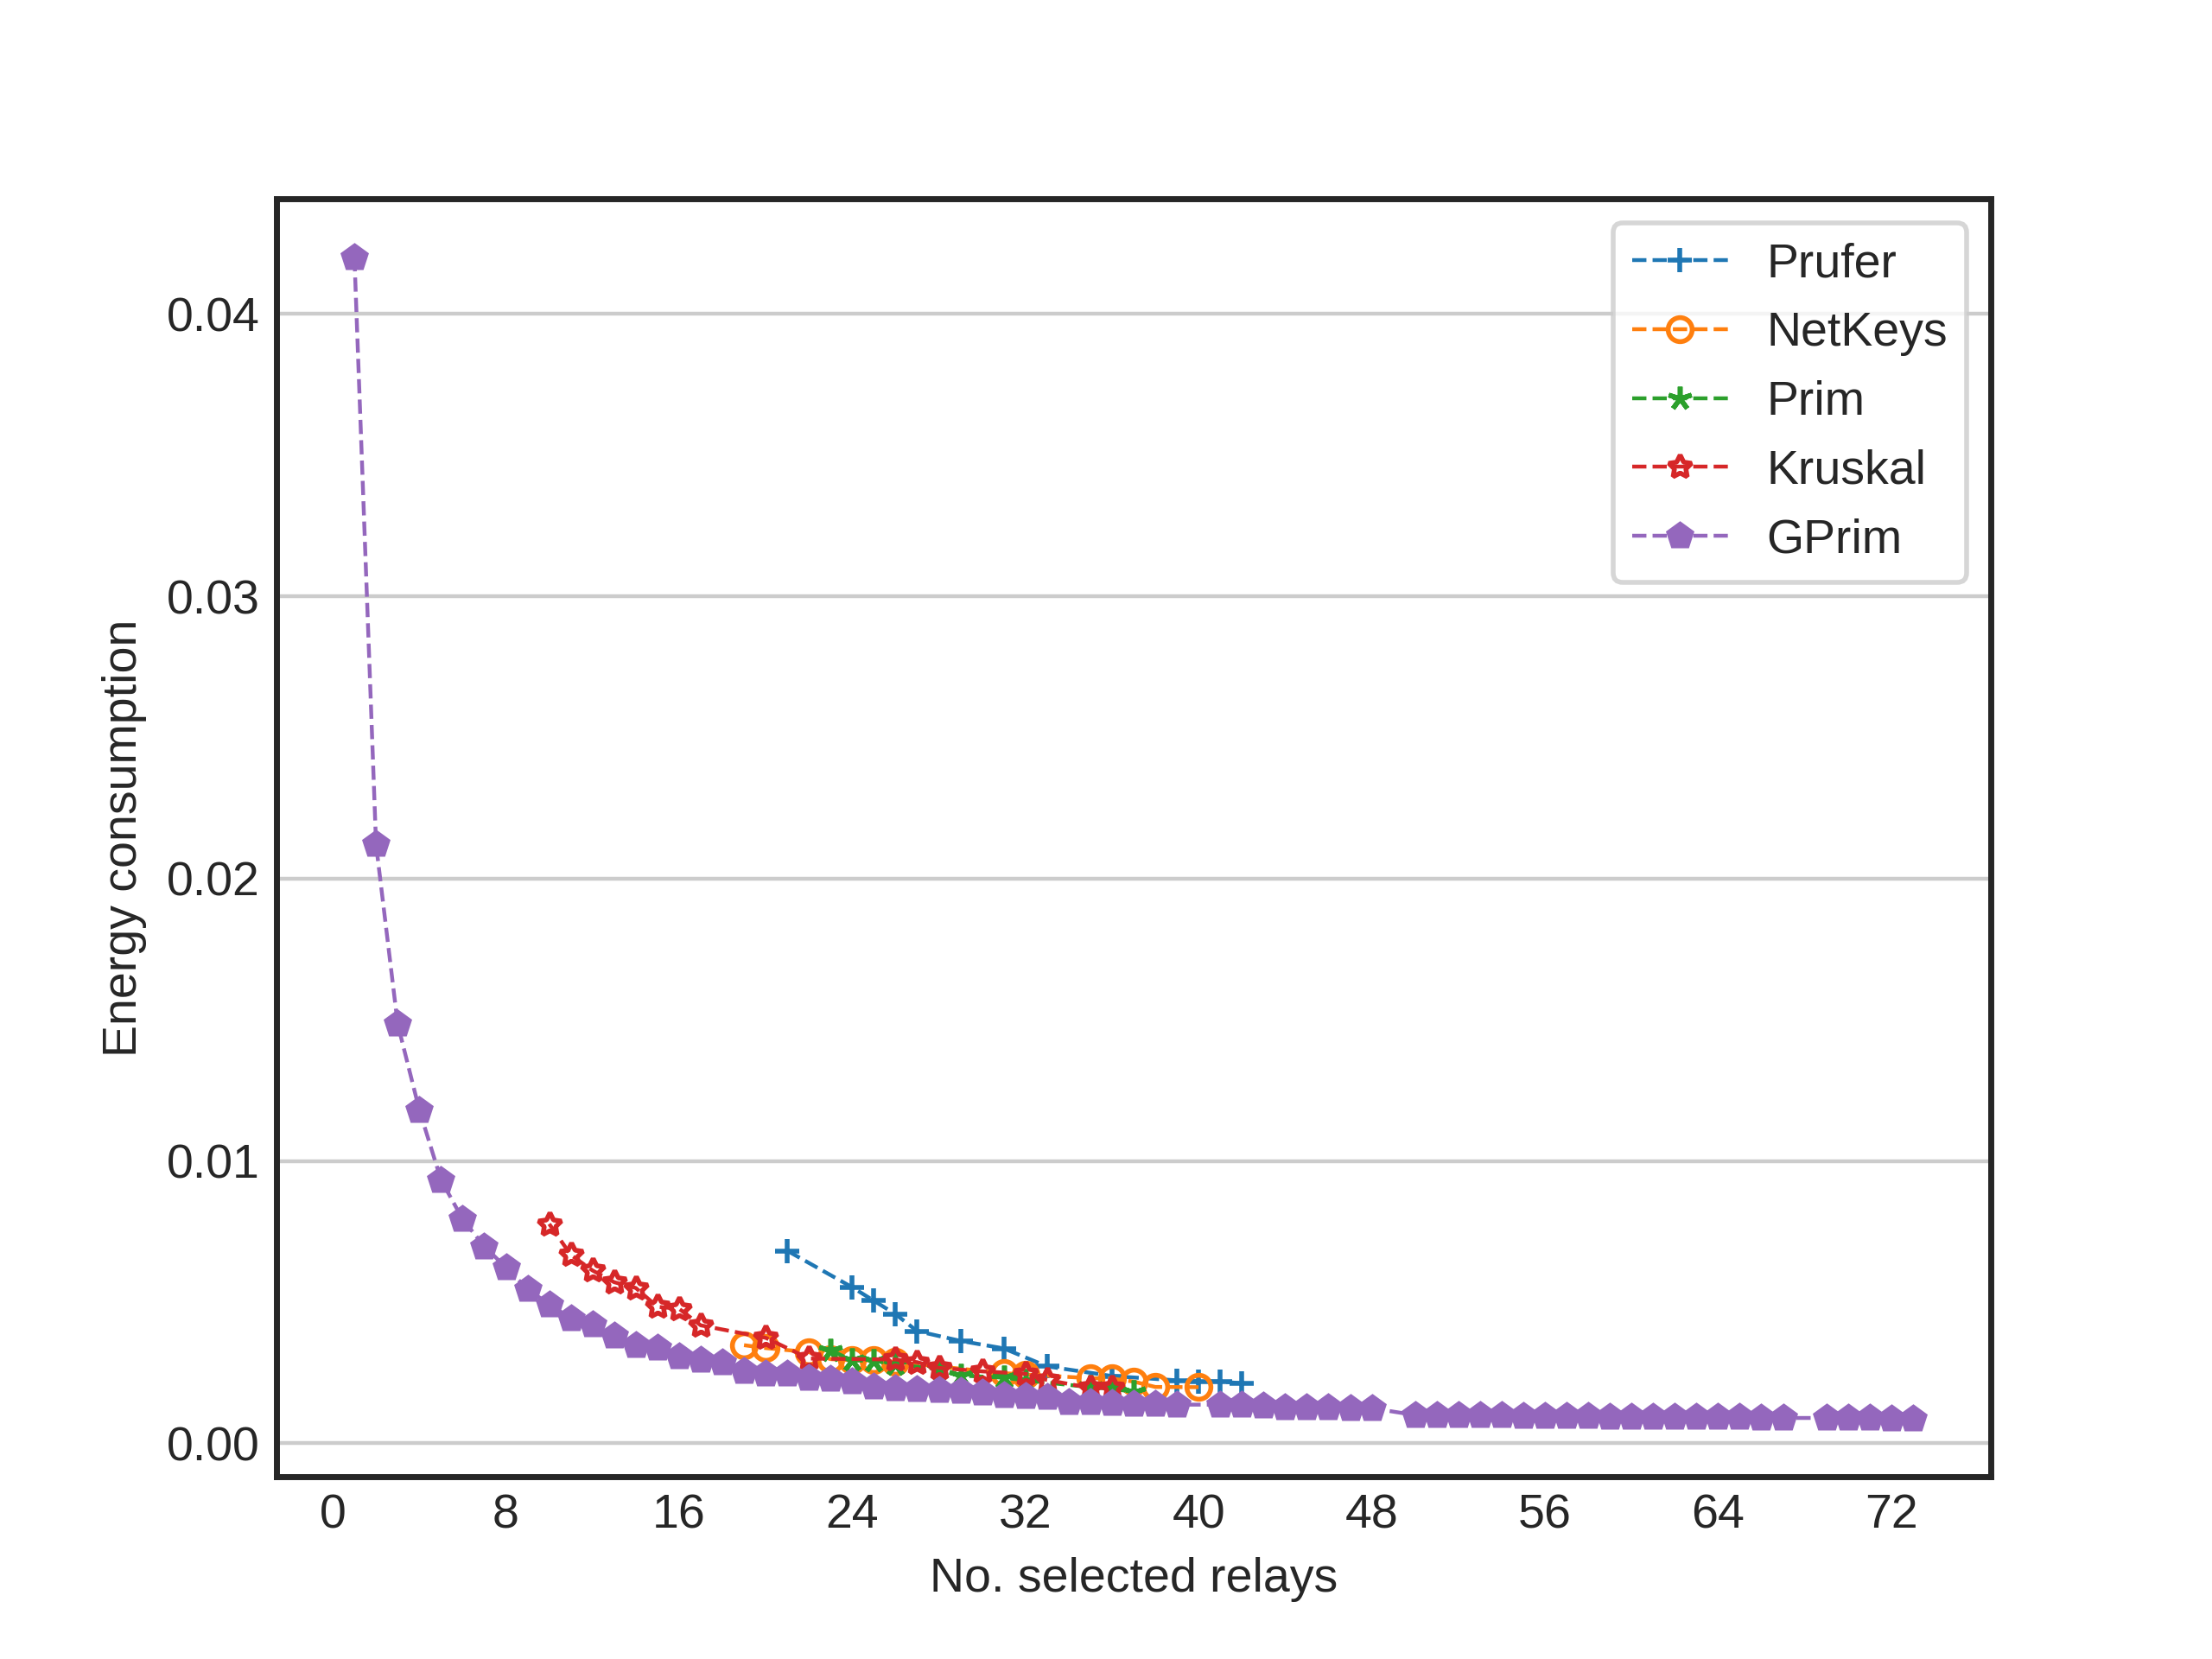 Prufer
NetKeys
Prim
Kruskal
GPrim
0.04
0.03
0.02
0.01
0.00
Energy consumption
0 8 16 24 32 40 48 56 64 72
No. selected relays